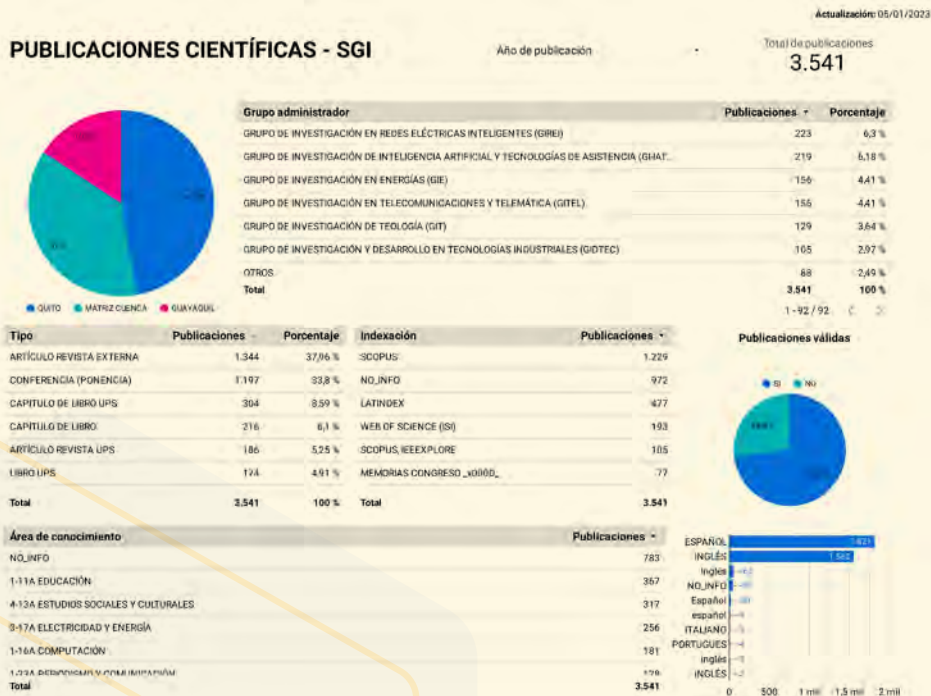 Actualización: 05/01/2023
PUBLICACIONES CIENTÍFICAS - SGI
Año de publicación
Total de publicaciones
3.541
Grupo administrador Publicaciones Porcentaje
GRUPO DE INVESTIGACIÓN EN REDES ELÉCTRICAS INTELIGENTES (GIREI) 223 6,3 %
GRUPO DE INVESTIGACIÓN DE INTELIGENCIA ARTIFICIAL Y TECNOLOGÍAS DE ASISTENCIA (GIIAT... 219 6,18 %
GRUPO DE INVESTIGACIÓN EN ENERGÍAS (GIE) 156 4,41 %
GRUPO DE INVESTIGACIÓN EN TELECOMUNICACIONES Y TELEMÁTICA (GITEL) 156 4,41 %
GRUPO DE INVESTIGACIÓN DE TEOLOGÍA (GIT) 129 3,64 %
GRUPO DE INVESTIGACIÓN Y DESARROLLO EN TECNOLOGÍAS INDUSTRIALES (GIDTEC) 105 2,97 %
OTROS 88 2,49 %
Total 3.541 100 %
1 - 92 / 92
QUITO MATRIZ CUENCA GUAYAQUIL
Tipo Publicaciones Porcentaje
ARTÍCULO REVISTA EXTERNA 1.344 37,96 %
CONFERENCIA (PONENCIA) 1.197 33,8 %
CAPITULO DE LIBRO UPS 304 8,59 %
CAPÍTULO DE LIBRO 216 6,1 %
ARTÍCULO REVISTA UPS 186 5,25 %
LIBRO UPS 174 4,91 %
Total 3.541 100 %
Indexación Publicaciones
SCOPUS 1.229
NO_INFO 972
LATINDEX 477
WEB OF SCIENCE (ISI) 193
SCOPUS, IEEEXPLORE 105
MEMORIAS CONGRESO _x000D_ 77
Total 3.541
Publicaciones válidas
SI NO
Área de conocimiento Publicaciones
NO_INFO 783
1-11A EDUCACIÓN 367
4-13A ESTUDIOS SOCIALES Y CULTURALES 317
3-17A ELECTRICIDAD Y ENERGÍA 256
1-16A COMPUTACIÓN 181
1-23A PERIODISMO Y COMUNICACIÓN
Total 3.541
ESPAÑOL 1.821
INGLÉS 1.562
Inglés
NO_INFO
Español
español
ITALIANO
PORTUGUES
inglés
INGLÉS
0 500 1 mil 1,5 mil 2 mil